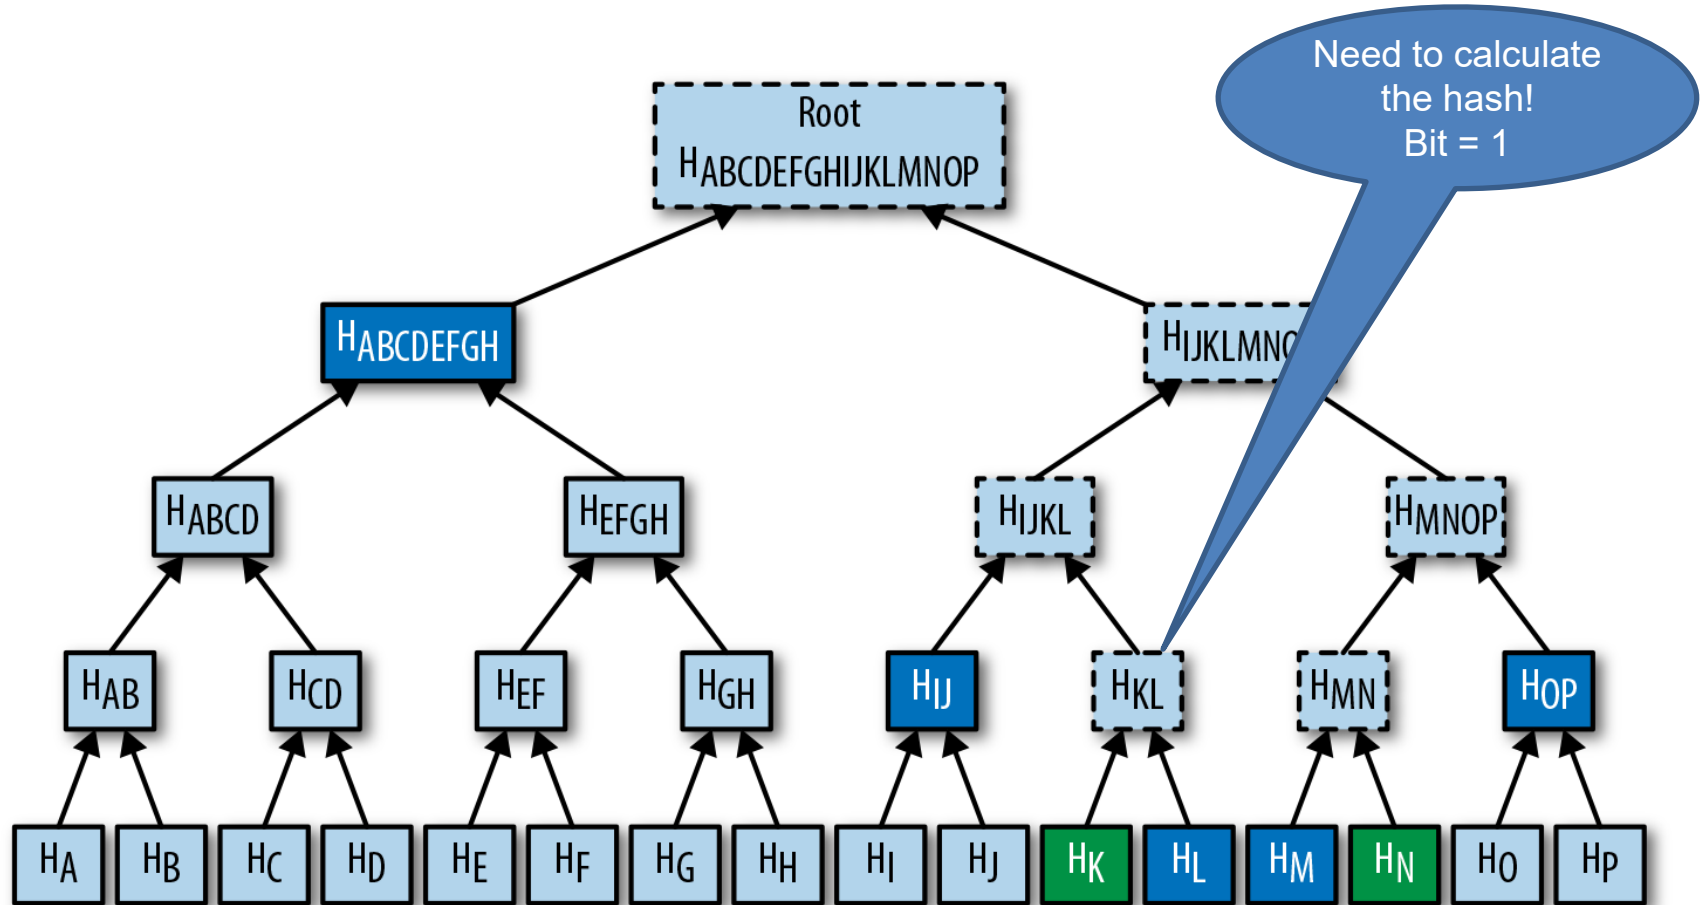 Need to calculate
the hash!
Bit = 1
Root
HABCDEFGHIJKLMNOP
HABCDEFGH
HIJKLMNO
HABCD
HEFGH
HIJKL
HMNOP
HAB
HCD
HEF
HGH
HIJ
HKL
HMN
HOP
HA
HB
HC
HD
HE
HF
HG
HH
HI
HJ
HK
HL
HM
HN
HO
HP